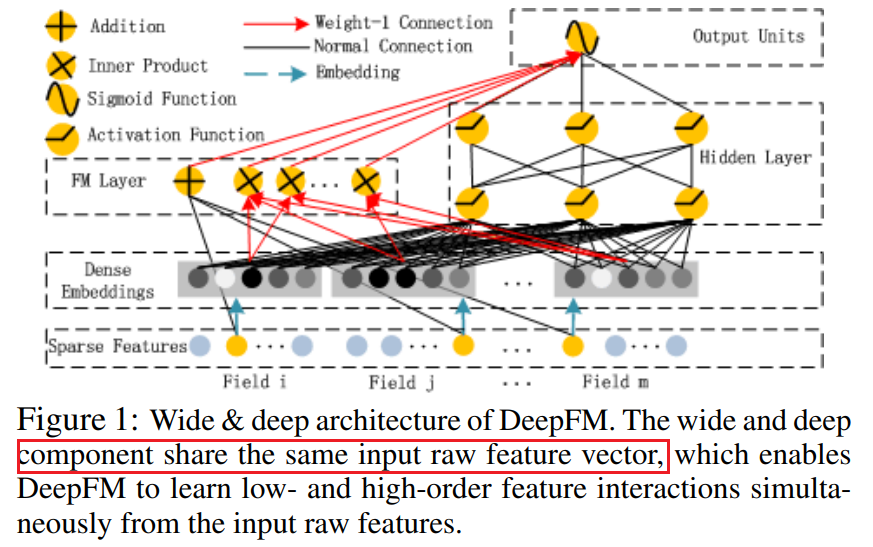 Addition
Weight-1 Connection
Output Units
Normal Connection
Inner Product
Embedding
Sigmoid Function
Activation Function
Hidden Layer
FM Layer
...
Dense
Embeddings
...
Sparse Features
... ... ... ...
Field i Field j ... Field m
Figure 1: Wide & deep architecture of DeepFM. The wide and deep
component share the same input raw feature vector, which enables
DeepFM to learn low- and high-order feature interactions simulta-
neously from the input raw features.